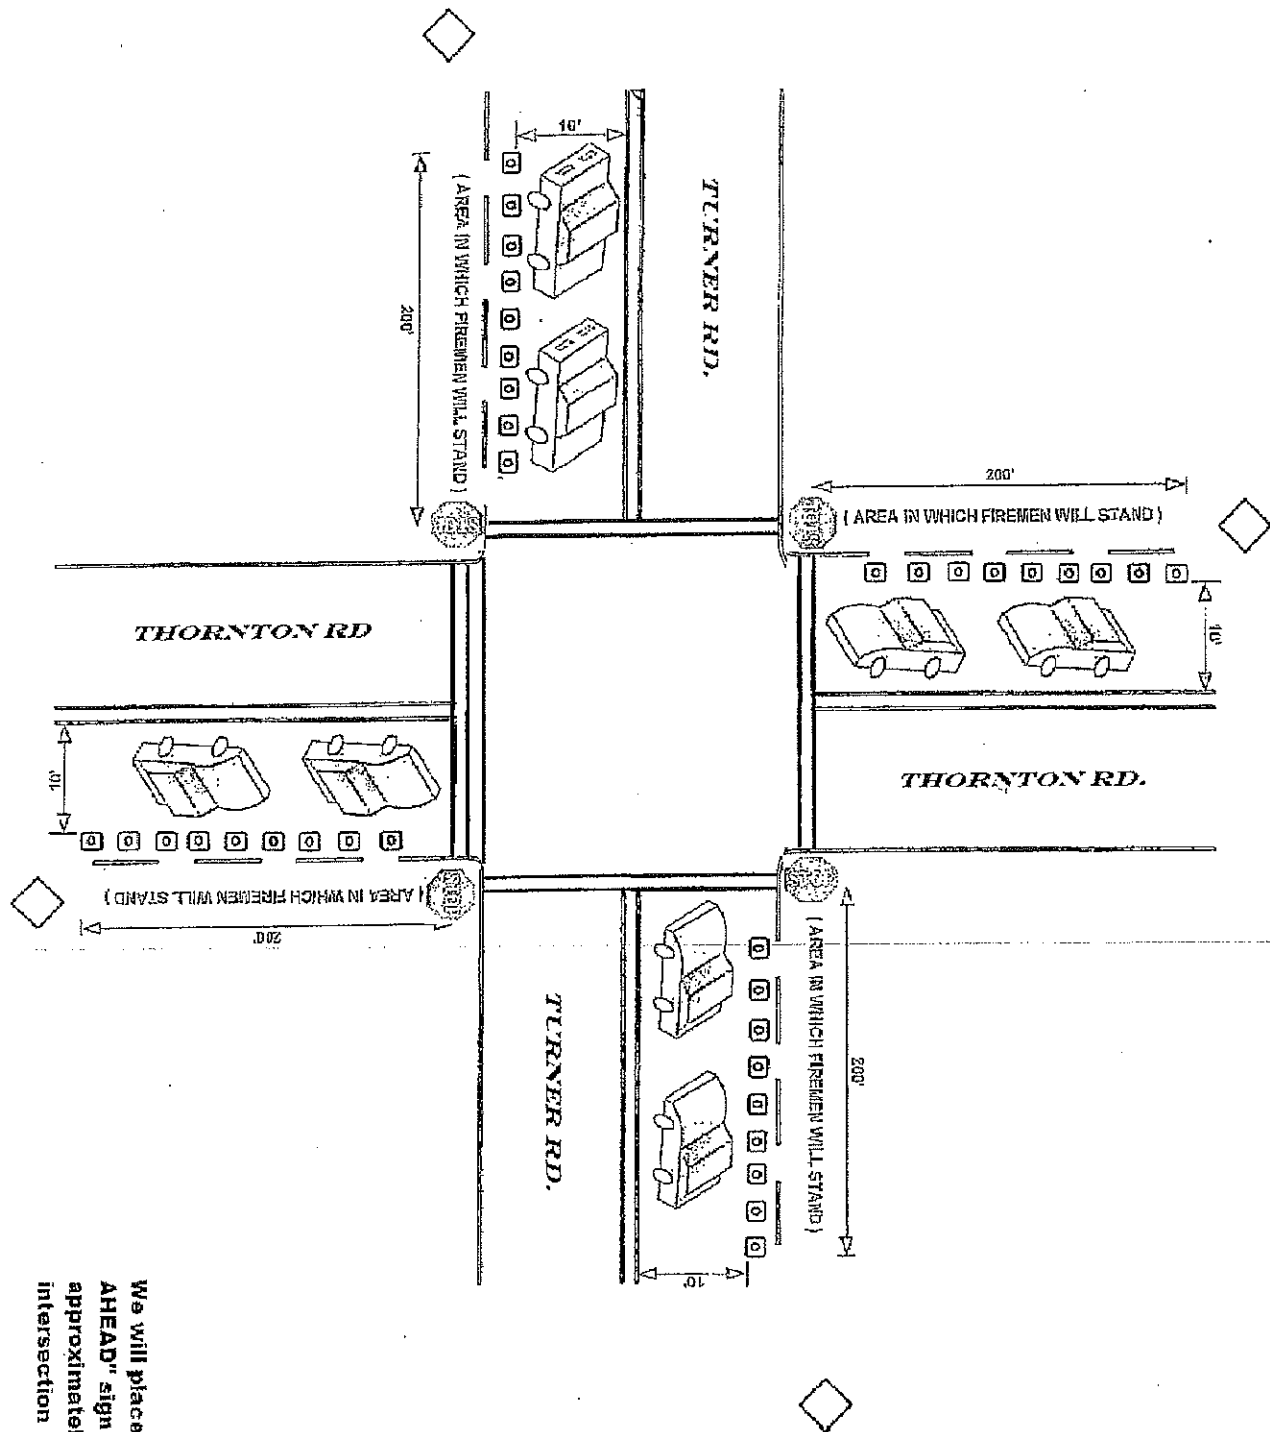 10'
TURNER RD.
( AREA IN WHICH FIREMEN WILL STAND )
200'
200'
( AREA IN WHICH FIREMEN WILL STAND )
10'
THORNTON RD
THORNTON RD.
10'
( AREA IN WHICH FIREMEN WILL STAND )
200'
TURNER RD.
( AREA IN WHICH FIREMEN WILL STAND )
200'
10'
We will place
AHEAD" sign
intersection